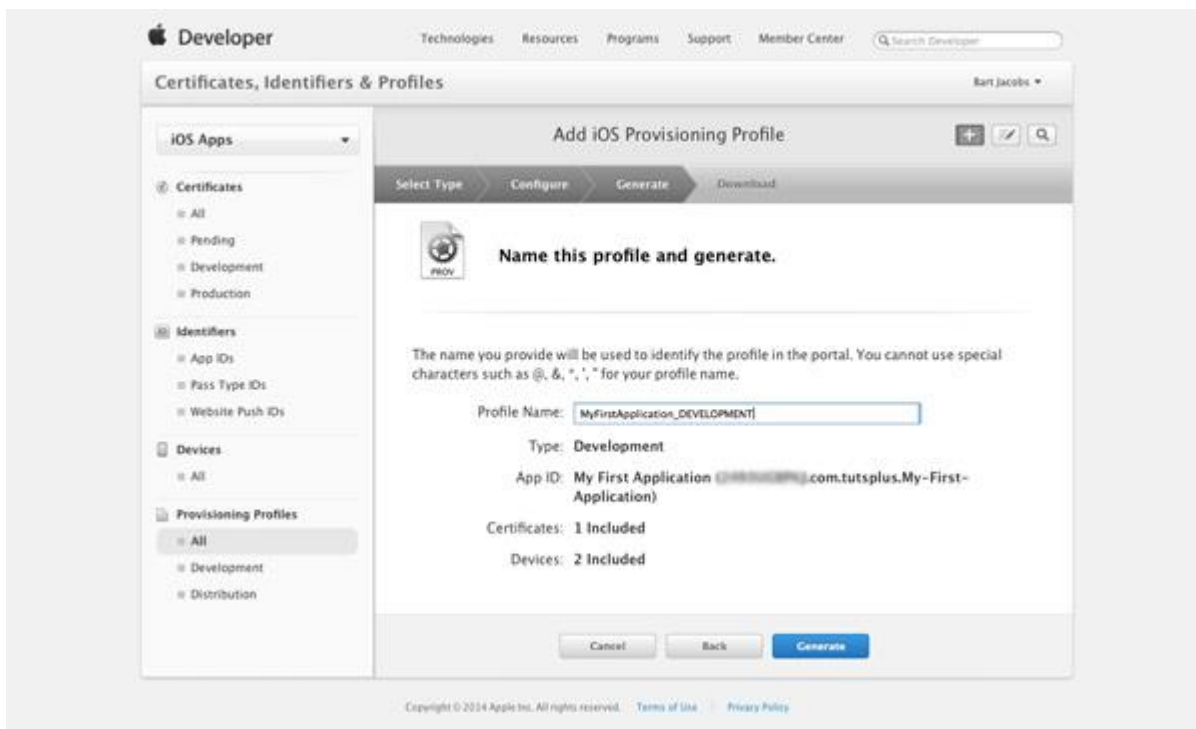 Developer
Technologies Resources Programs Support Member Center Search Developer
Certificates, Identifiers & Profiles
Bart Jacobs
iOS Apps
Add iOS Provisioning Profile
Select Type Configure Generate Download
Certificates
All
Pending
Development
Production
Identifiers
App IDs
Pass Type IDs
Website Push IDs
Devices
All
Provisioning Profiles
All
Development
Distribution
PROV
Name this profile and generate.
The name you provide will be used to identify the profile in the portal. You cannot use special
characters such as @, &, *, ', " for your profile name.
Profile Name: MyFirstApplication_DEVELOPMENT
Type: Development
App ID: My First Application ( .com.tutsplus.My-First-
Application)
Certificates: 1 Included
Devices: 2 Included
Cancel Back Generate
Copyright © 2014 Apple Inc. All rights reserved. Terms of Use Privacy Policy